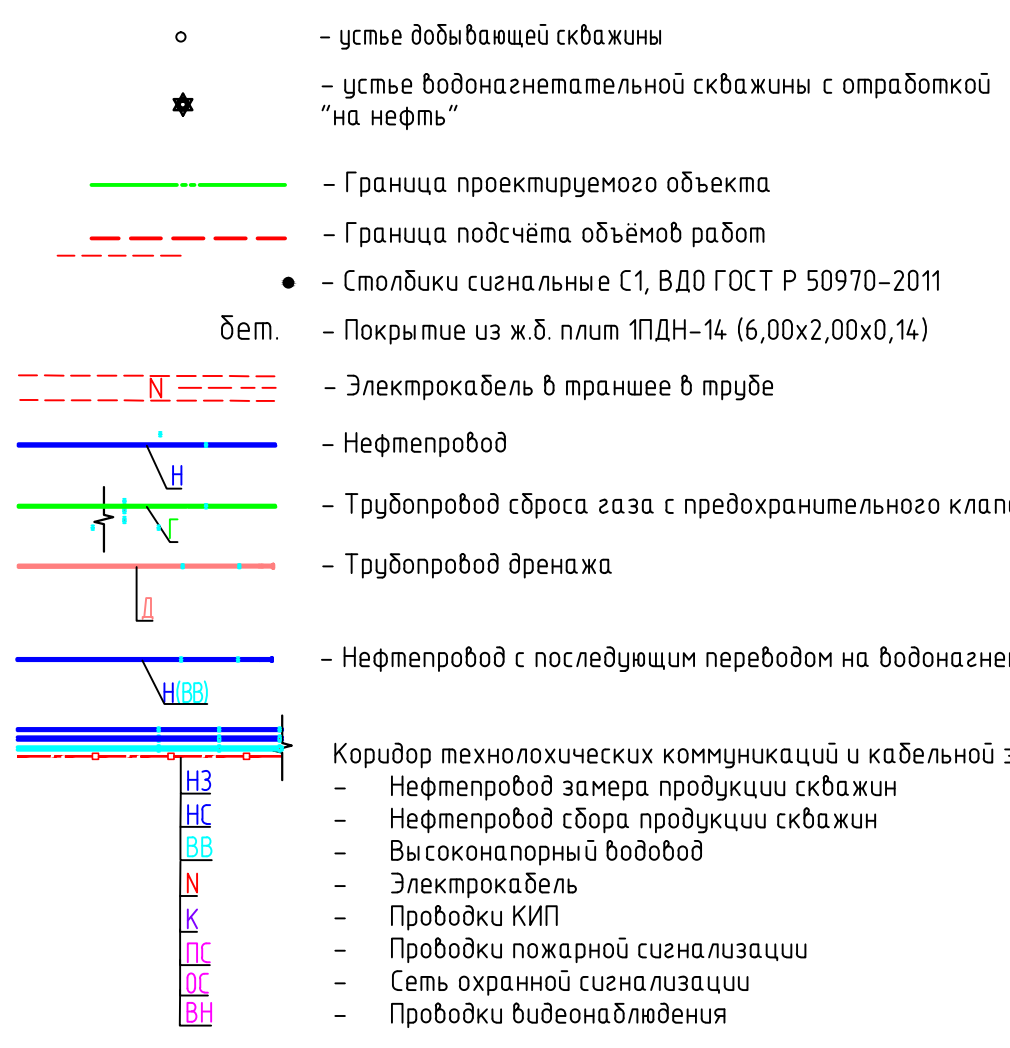 – устье добывающей скважины
– устье водонагнетательной скважины с отработкой
"на нефть"
– Граница проектируемого объекта
– Граница подсчёта объёмов работ
– Столбики сигнальные С1, ВДО ГОСТ Р 50970–2011
бет. – Покрытие из ж.б. плит 1ПДН–14 (6,00х2,00х0,14)
N – Электрокабель в траншее в трубе
– Нефтепровод
Н
– Трубопровод сброса газа с предохранительного
Г
– Трубопровод дренажа
Д
– Нефтепровод с последующим переводом на
Н(ВВ)
Коридор технолохических коммуникаций и кабельной
НЗ – Нефтепровод замера продукции скважин
НС – Нефтепровод сбора продукции скважин
ВВ – Высоконапорный водовод
N – Электрокабель
К – Проводки КИП
ПС – Проводки пожарной сигнализации
ОС – Сеть охранной сигнализации
ВН – Проводки видеонаблюдения